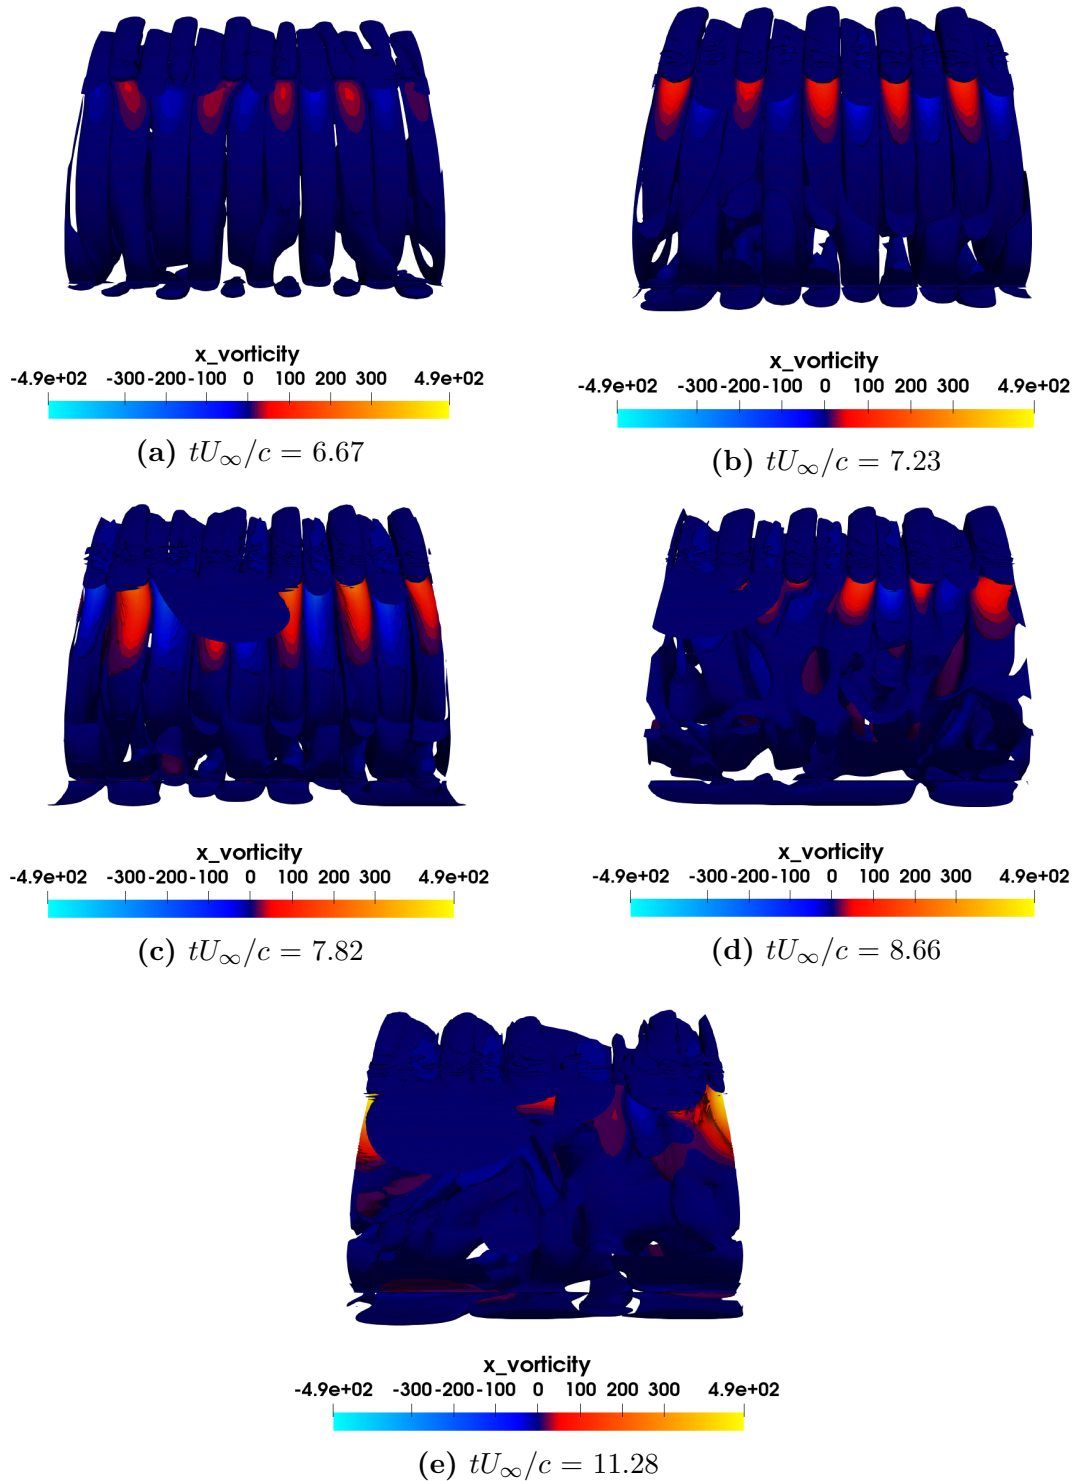 x_vorticity
-4.9e+02 -300 -200 -100 0 100 200 300 4.9e+02
(a) tU∞/c = 6.67
x_vorticity
-4.9e+02 -300 -200 -100 0 100 200 300 4.9e+02
(b) tU∞/c = 7.23
x_vorticity
-4.9e+02 -300 -200 -100 0 100 200 300 4.9e+02
(c) tU∞/c = 7.82
x_vorticity
-4.9e+02 -300 -200 -100 0 100 200 300 4.9e+02
(d) tU∞/c = 8.66
x_vorticity
-4.9e+02 -300 -200 -100 0 100 200 300 4.9e+02
(e) tU∞/c = 11.28